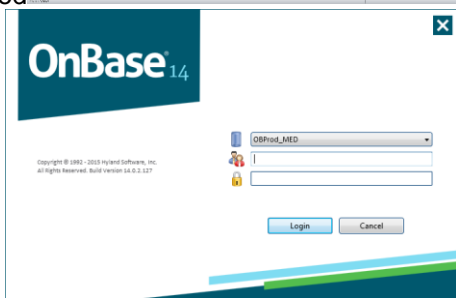 OnBase® 14
OBProd_MED
Copyright © 1992 - 2015 Hyland Software, Inc.
All Rights Reserved. Build Version 14.0.2.127
Login
Cancel